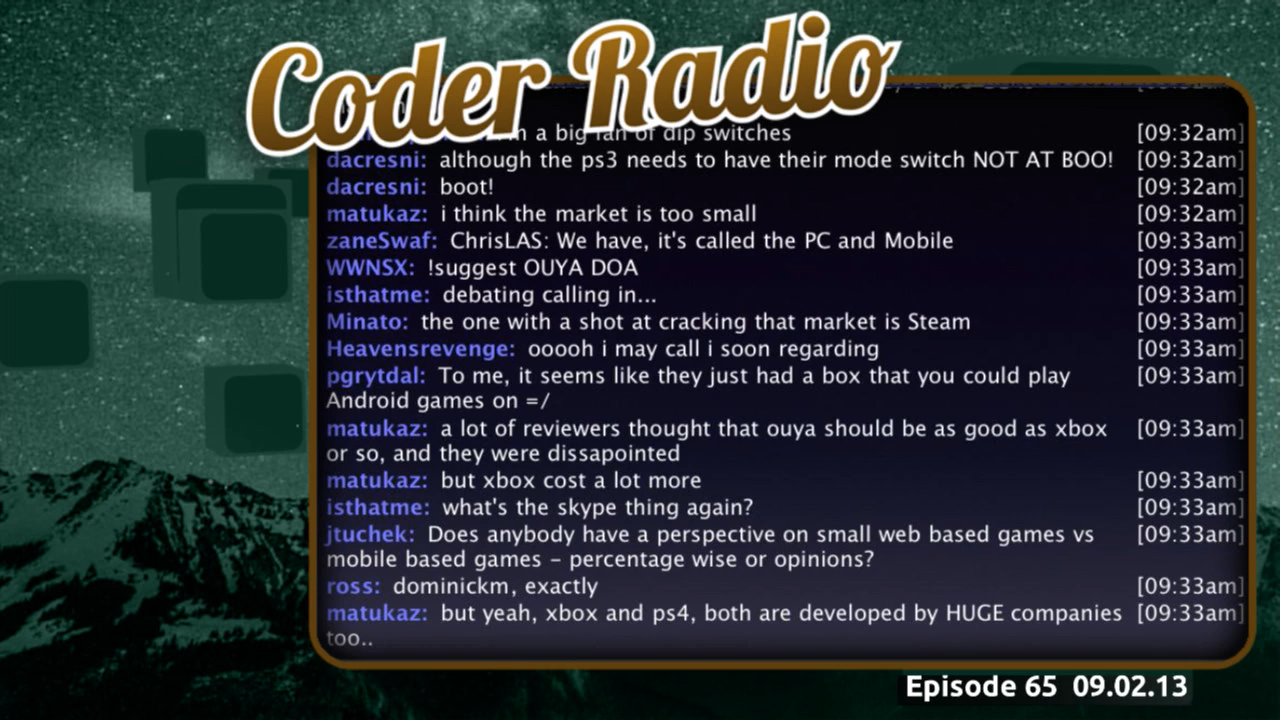 Coder Radio
a big fan of dip switches [09:32am]
dacresni: although the ps3 needs to have their mode switch NOT AT BOO! [09:32am]
dacresni: boot! [09:32am]
matukaz: i think the market is too small [09:32am]
zaneSwaf: ChrisLAS: We have, it's called the PC and Mobile [09:33am]
WWNSX: !suggest OUYA DOA [09:33am]
isthatme: debating calling in... [09:33am]
Minato: the one with a shot at cracking that market is Steam [09:33am]
Heavensrevenge: ooooh i may call i soon regarding [09:33am]
pgrytdal: To me, it seems like they just had a box that you could play [09:33am]
Android games on =/
matukaz: a lot of reviewers thought that ouya should be as good as xbox [09:33am]
or so, and they were dissapointed
matukaz: but xbox cost a lot more [09:33am]
isthatme: what's the skype thing again? [09:33am]
jtuchek: Does anybody have a perspective on small web based games vs [09:33am]
mobile based games – percentage wise or opinions?
ross: dominickm, exactly [09:33am]
matukaz: but yeah, xbox and ps4, both are developed by HUGE companies [09:33am]
too..
Episode 65 09.02.13